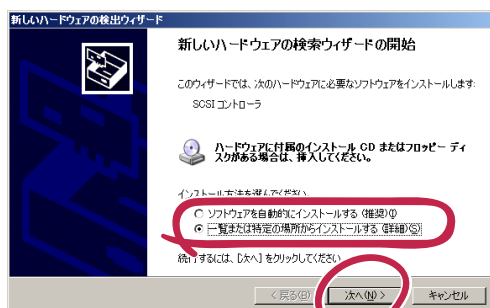 新しいハードウェアの検出ウィザード
新しいハードウェアの検索ウィザードの開始
このウィザードでは、次のハードウェアに必要なソフトウェアをインストールします:
SCSI コントローラ
ハードウェアに付属のインストール CD またはフロッピー ディ
スクがある場合は、挿入してください。
インストール方法を選んでください。
ソフトウェアを自動的にインストールする (推奨)(I)
一覧または特定の場所からインストールする (詳細)(S)
続行するには、[次へ] をクリックしてください
< 戻る(B)
次へ(N) >
キャンセル